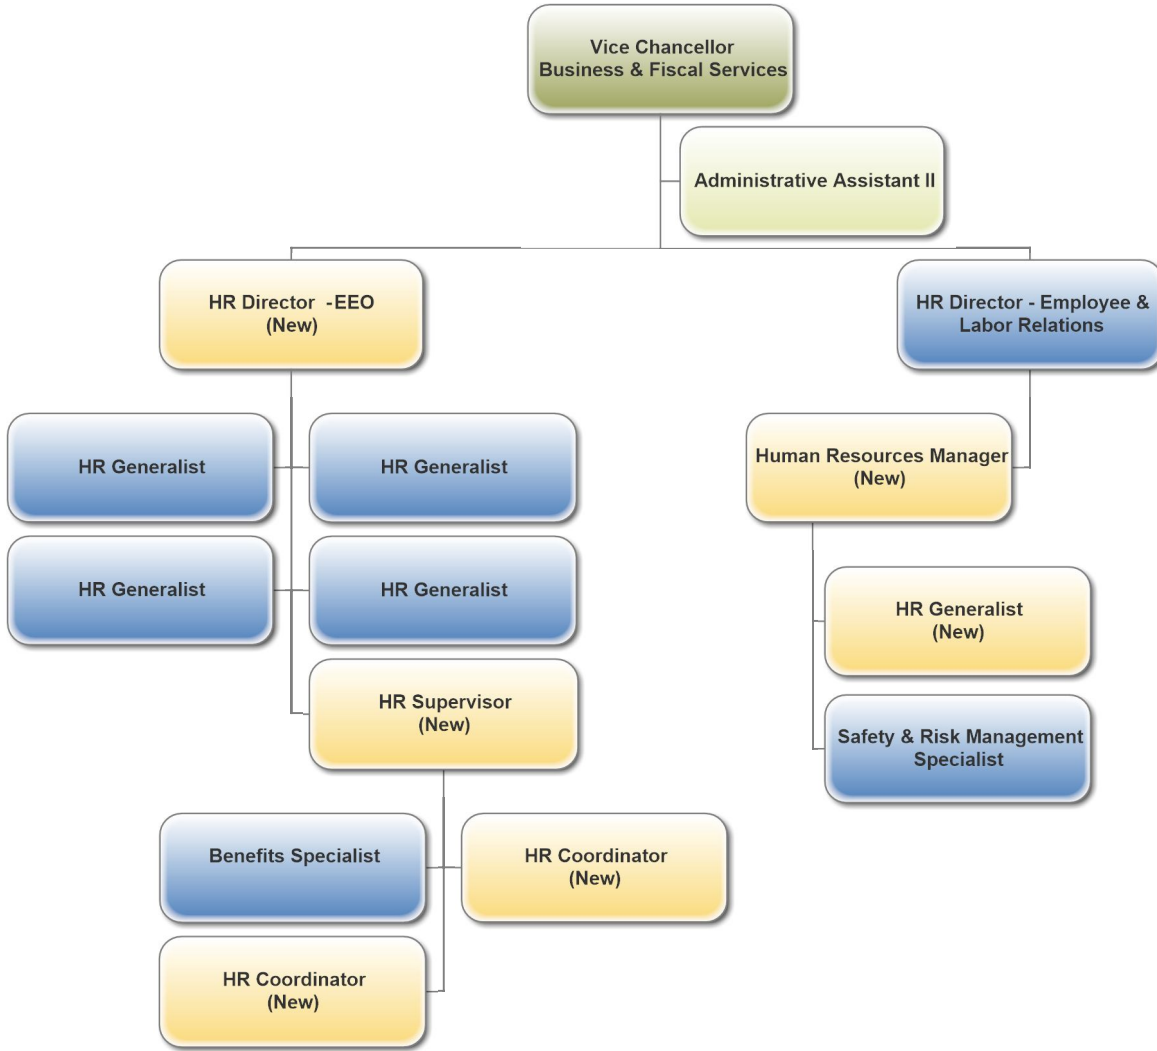 Vice Chancellor
Business & Fiscal Services
Administrative Assistant II
HR Director -EEO
(New)
HR Director - Employee &
Labor Relations
HR Generalist
HR Generalist
Human Resources Manager
(New)
HR Generalist
HR Generalist
HR Generalist
(New)
HR Supervisor
(New)
Safety & Risk Management
Specialist
Benefits Specialist
HR Coordinator
(New)
HR Coordinator
(New)